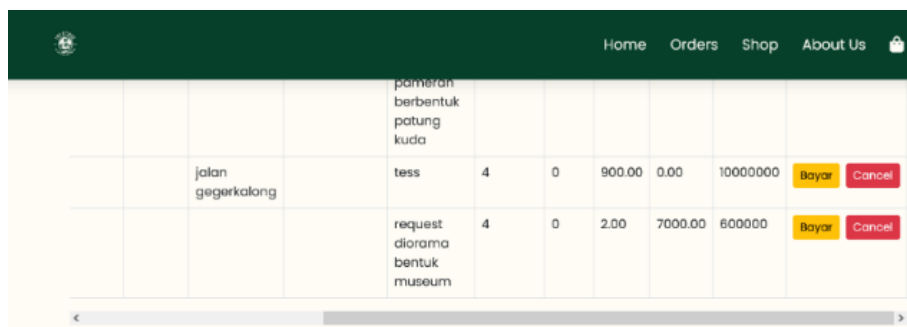 Home Orders Shop About Us
pameran
berbentuk
patung
kuda
jalan tess 4 0 900.00 0.00 10000000 Bayar Cancel
gegerkalong
request 4 0 2.00 7000.00 600000 Bayar Cancel
diorama
bentuk
museum